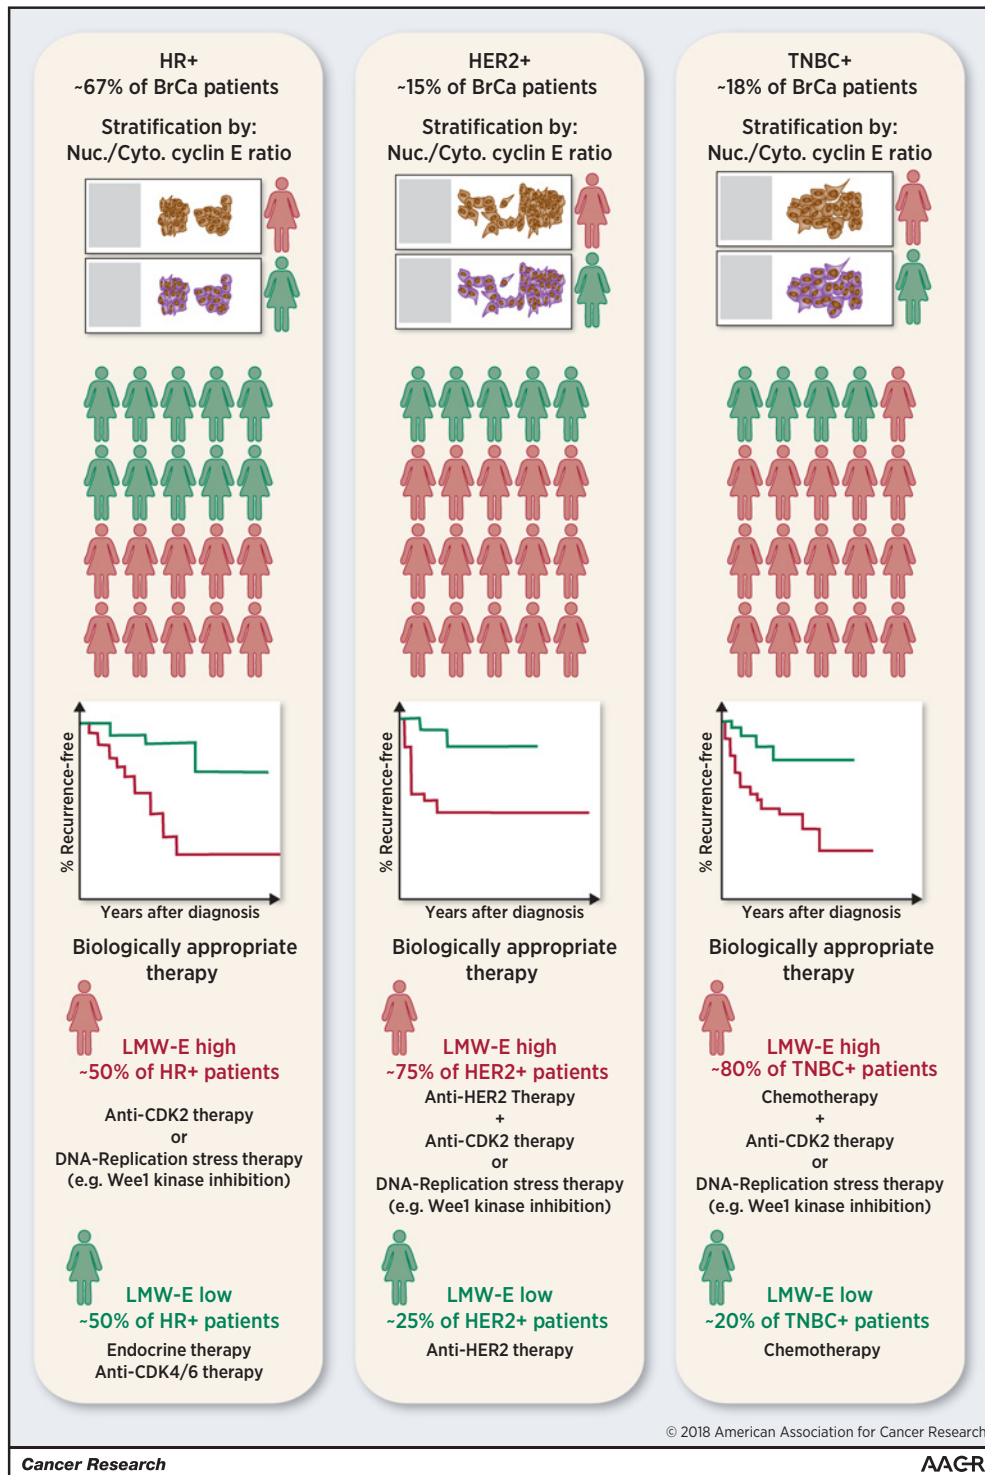 HR+
~67% of BrCa patients
Stratification by:
Nuc./Cyto. cyclin E ratio
% Recurrence-free
Years after diagnosis
Biologically appropriate
therapy
LMW-E high
~50% of HR+ patients
Anti-CDK2 therapy
or
DNA-Replication stress therapy
(e.g. Wee1 kinase inhibition)
LMW-E low
~50% of HR+ patients
Endocrine therapy
Anti-CDK4/6 therapy
HER2+
~15% of BrCa patients
Stratification by:
Nuc./Cyto. cyclin E ratio
% Recurrence-free
Years after diagnosis
Biologically appropriate
therapy
LMW-E high
~75% of HER2+ patients
Anti-HER2 Therapy
+
Anti-CDK2 therapy
or
DNA-Replication stress therapy
(e.g. Wee1 kinase inhibition)
LMW-E low
~25% of HER2+ patients
Anti-HER2 therapy
TNBC+
~18% of BrCa patients
Stratification by:
Nuc./Cyto. cyclin E ratio
% Recurrence-free
Years after diagnosis
Biologically appropriate
therapy
LMW-E high
~80% of TNBC+ patients
Chemotherapy
+
Anti-CDK2 therapy
or
DNA-Replication stress therapy
(e.g. Wee1 kinase inhibition)
LMW-E low
~20% of TNBC+ patients
Chemotherapy
© 2018 American Association for Cancer Research
Cancer Research
AACR